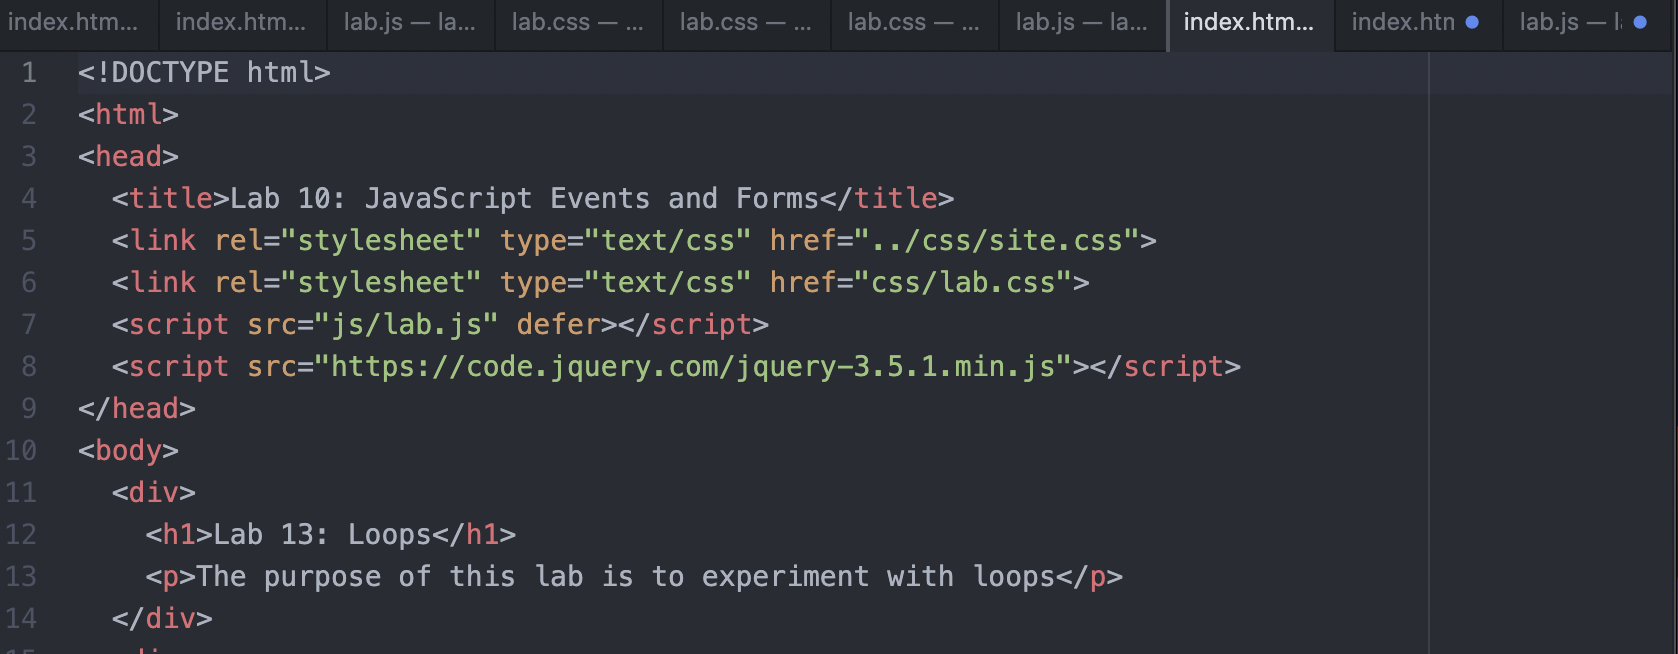 index.htm... index.htm... lab.js — la... lab.css — ... lab.css — ... lab.css — ... lab.js — la... index.htm... index.htn lab.js —
1 <!DOCTYPE html>
2 <html>
3 <head>
4 <title>Lab 10: JavaScript Events and Forms</title>
5 <link rel="stylesheet" type="text/css" href="../css/site.css">
6 <link rel="stylesheet" type="text/css" href="css/lab.css">
7 <script src="js/lab.js" defer></script>
8 <script src="https://code.jquery.com/jquery-3.5.1.min.js"></script>
9 </head>
10 <body>
11 <div>
12 <h1>Lab 13: Loops</h1>
13 <p>The purpose of this lab is to experiment with loops</p>
14 </div>